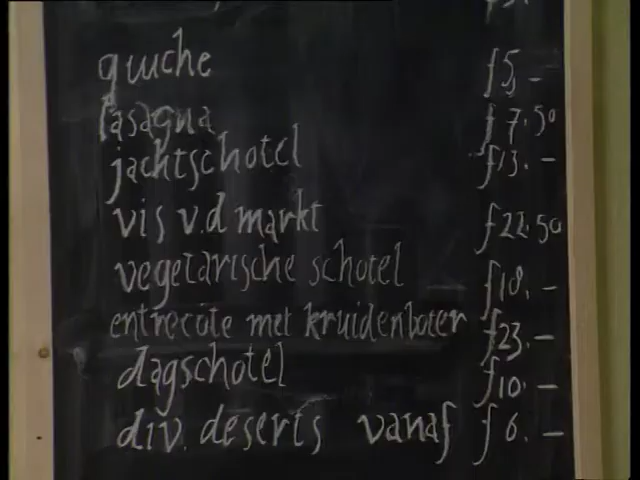 quiche f5,-
lasagna f7.50
jachtschotel f13.-
vis v.d markt f22.50
vegetarische schotel f18.-
entrecote met kruidenboter f23.-
dagschotel f10.-
div. deserts vanaf f6.-